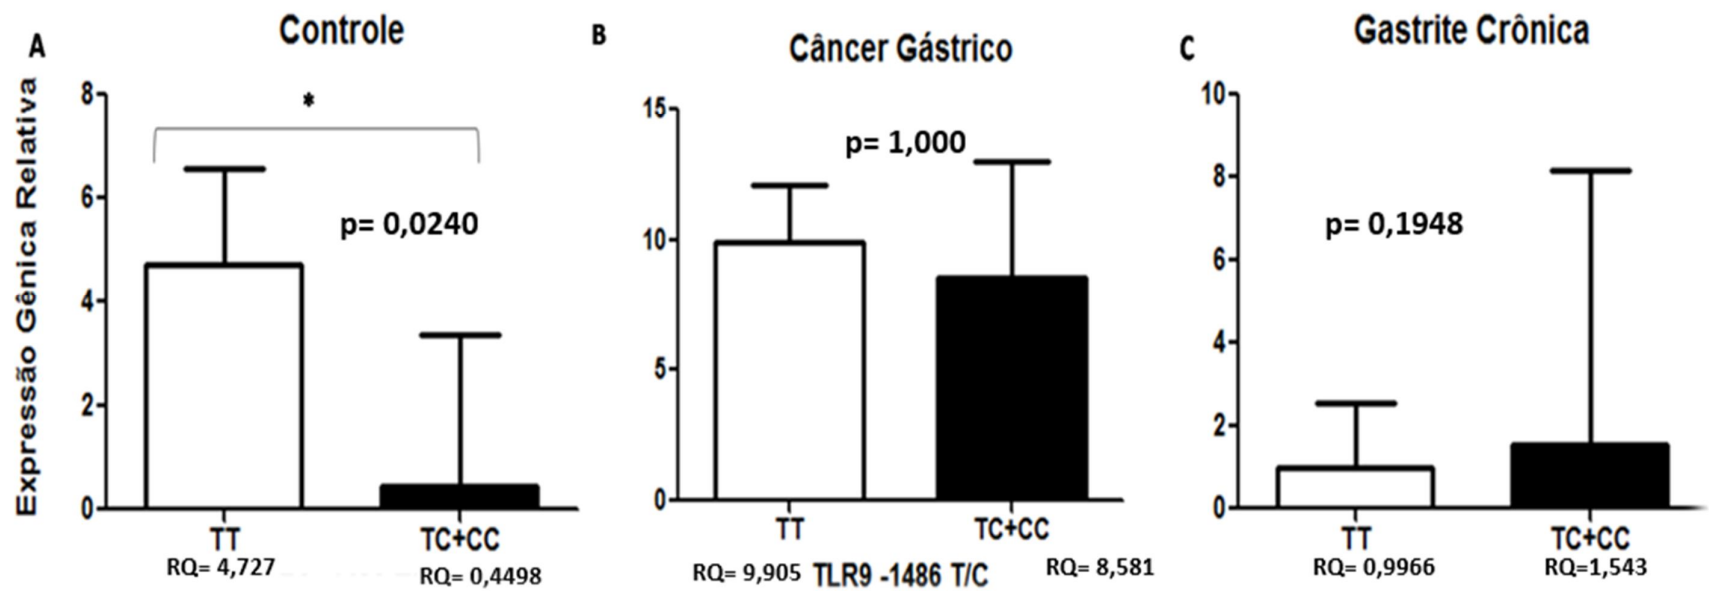 A
Controle
Expressão Gênica Relativa
8
6
4
2
0
*
p= 0,0240
TT
TC+CC
RQ= 4,727
RQ= 0,4498
B
Câncer Gástrico
15
10
5
0
p= 1,000
TT
TC+CC
RQ= 9,905
TLR9 -1486 T/C
RQ= 8,581
C
Gastrite Crônica
10
8
6
4
2
0
p= 0,1948
TT
TC+CC
RQ= 0,9966
RQ=1,543